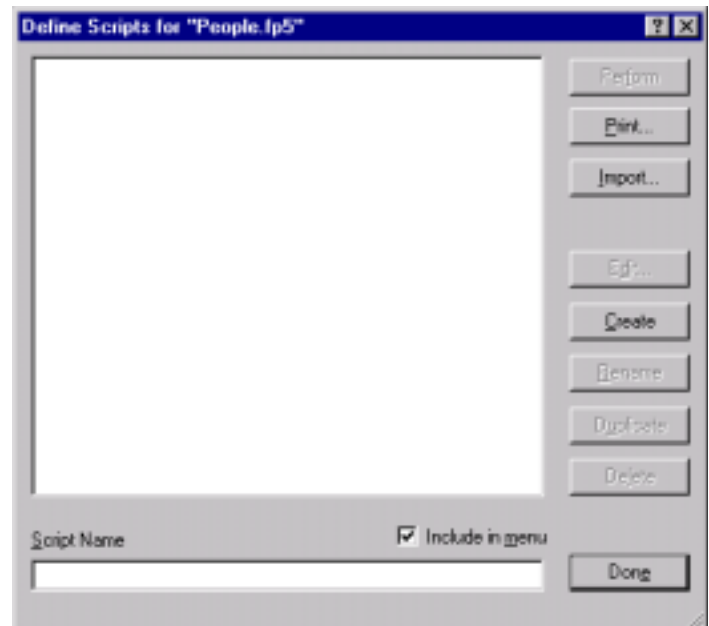 Define Scripts for "People.fp5"
Perform
Print...
Import...
Edit...
Create
Rename
Duplicate
Delete
Script Name
Include in menu
Done